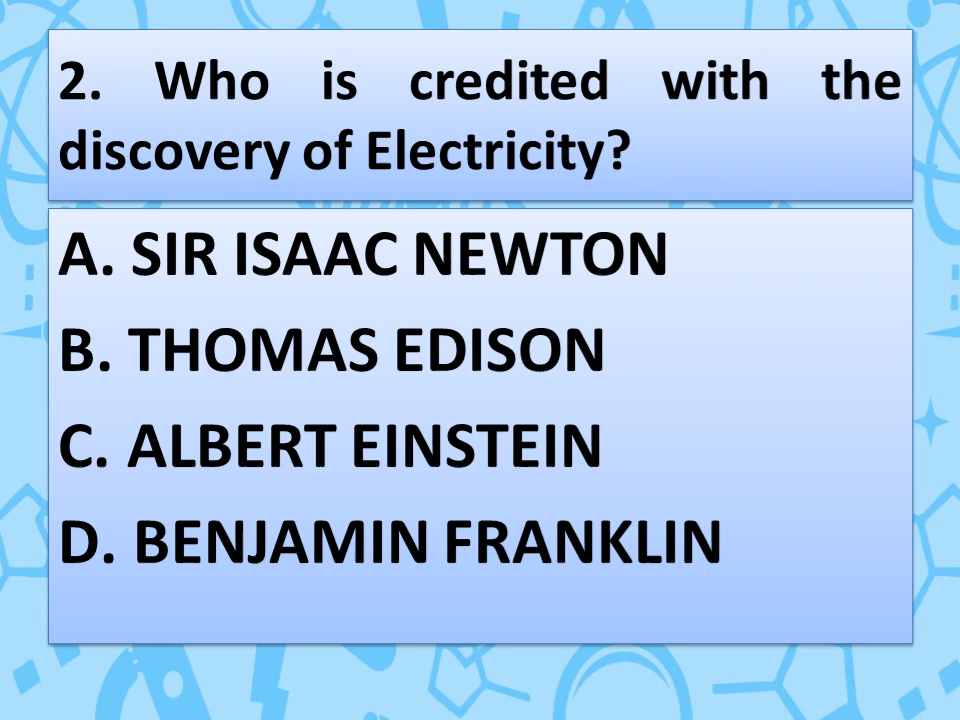 2. Who is credited with the
discovery of Electricity?
A. SIR ISAAC NEWTON
B. THOMAS EDISON
C. ALBERT EINSTEIN
D. BENJAMIN FRANKLIN